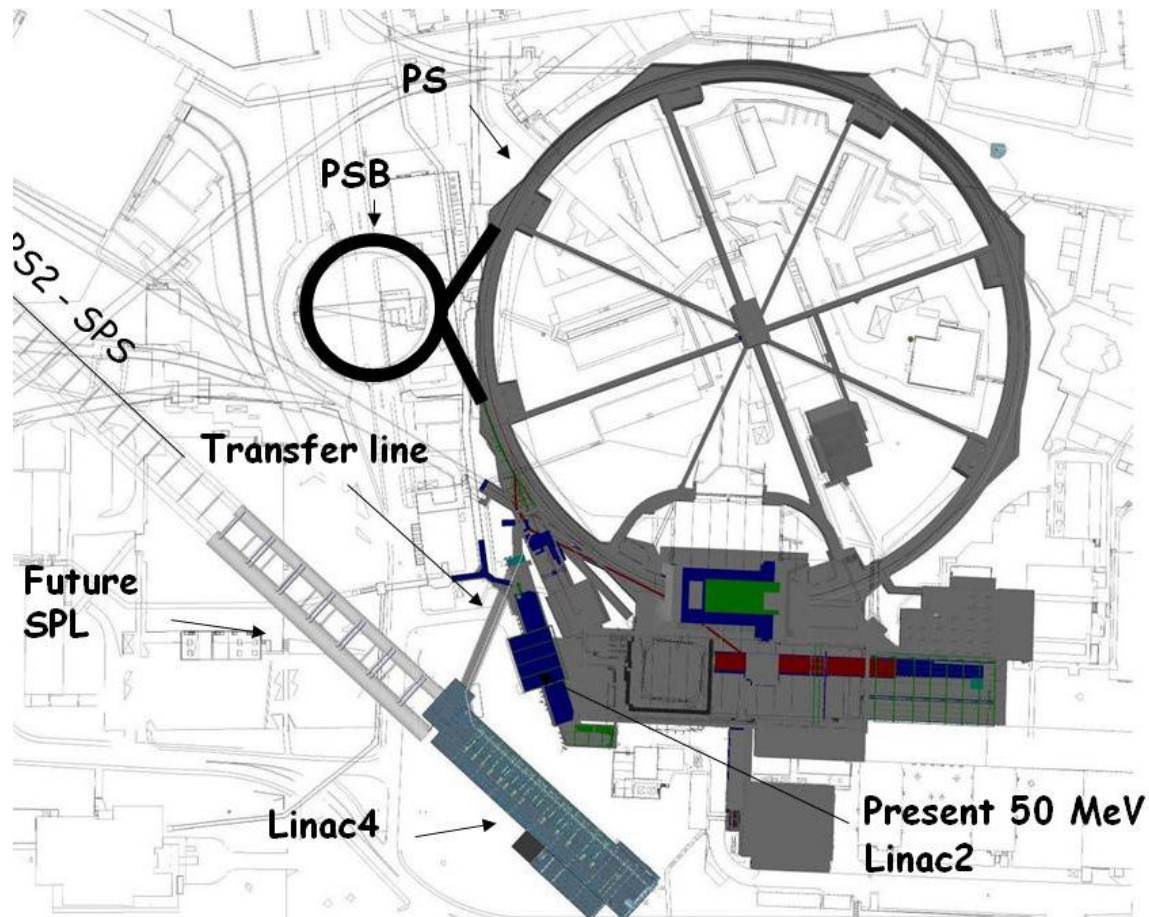 PS
PSB
PS2 - SPS
Transfer line
Future
SPL
Linac4
Present 50 MeV
Linac2